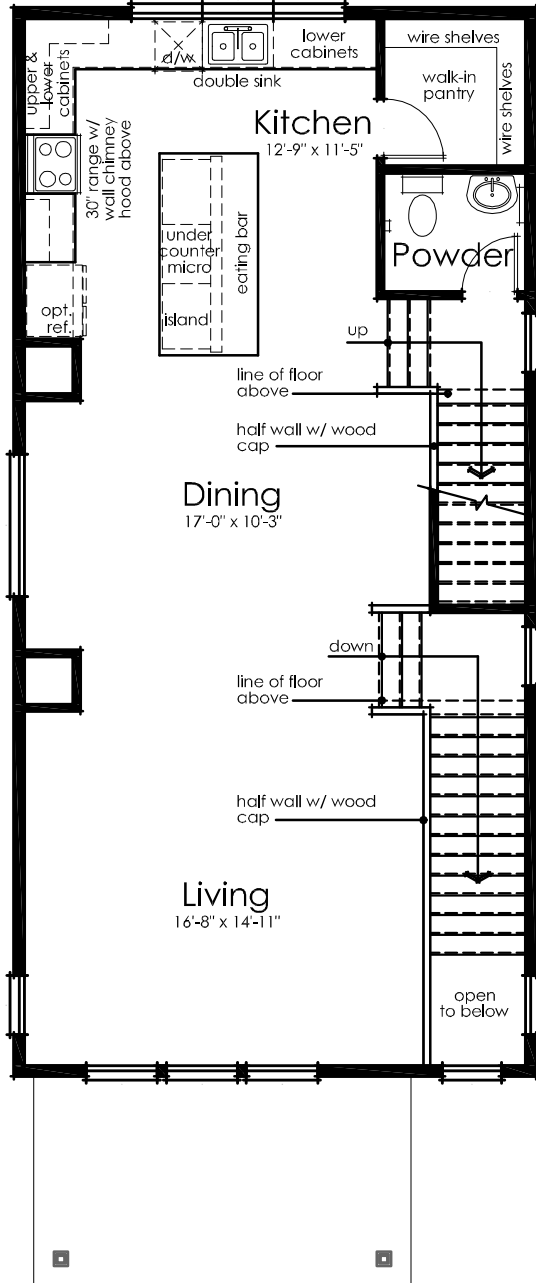 upper &
lower
cabinets
d/w
lower
cabinets
double sink
wire shelves
walk-in
pantry
wire shelves
Kitchen
12'-9" x 11'-5"
30" range w/
wall chimney
hood above
under
counter
micro
eating bar
island
opt.
ref.
Powder
up
line of floor
above
half wall w/ wood
cap
Dining
17'-0" x 10'-3"
down
line of floor
above
half wall w/ wood
cap
Living
16'-8" x 14'-11"
open
to below